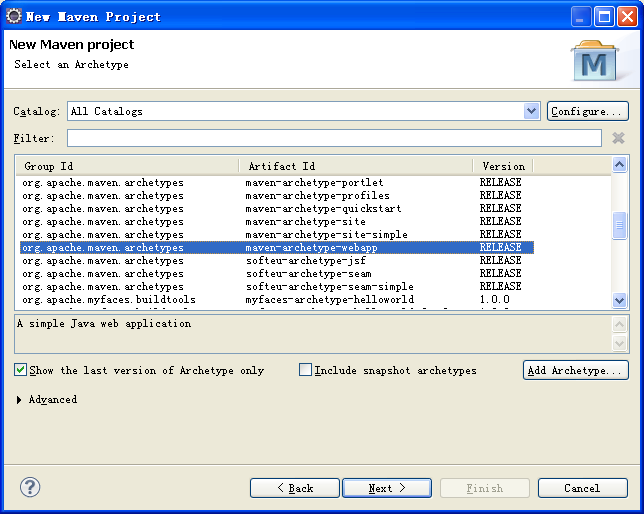 New Maven Project
New Maven project
Select an Archetype
M
Catalog: All Catalogs Configure...
Filter:
Group Id Artifact Id Version
org.apache.maven.archetypes maven-archetype-portlet RELEASE
org.apache.maven.archetypes maven-archetype-profiles RELEASE
org.apache.maven.archetypes maven-archetype-quickstart RELEASE
org.apache.maven.archetypes maven-archetype-site RELEASE
org.apache.maven.archetypes maven-archetype-site-simple RELEASE
org.apache.maven.archetypes maven-archetype-webapp RELEASE
org.apache.maven.archetypes softeu-archetype-jsf RELEASE
org.apache.maven.archetypes softeu-archetype-seam RELEASE
org.apache.maven.archetypes softeu-archetype-seam-simple RELEASE
org.apache.myfaces.buildtools myfaces-archetype-helloworld 1.0.0
A simple Java web application
Show the last version of Archetype only Include snapshot archetypes Add Archetype...
Advanced
? < Back Next > Finish Cancel